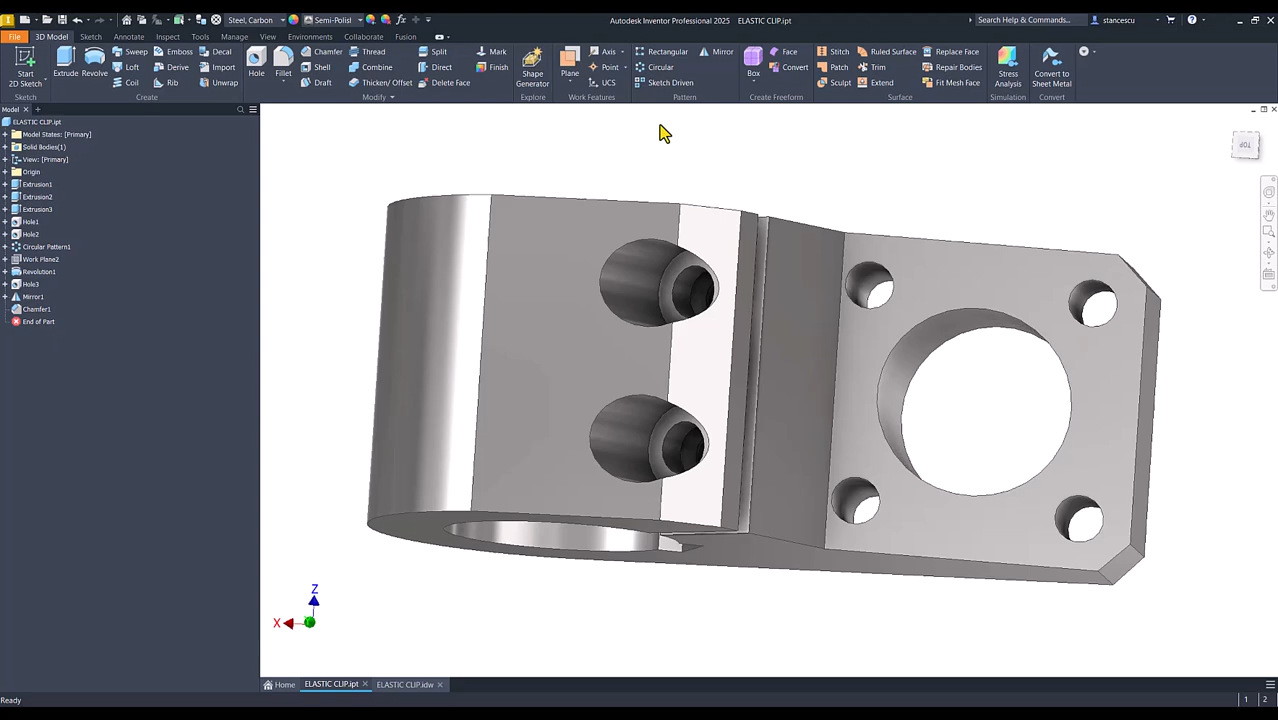 Steel, Carbon
Semi-Polisl
Autodesk Inventor Professional 2025 ELASTIC CLIP.ipt
Search Help & Commands...
stancescu
File
3D Model
Sketch
Annotate
Inspect
Tools
Manage
View
Environments
Collaborate
Fusion
Start
2D Sketch
Sketch
Extrude
Revolve
Sweep
Loft
Coil
Emboss
Derive
Rib
Decal
Import
Unwrap
Create
Hole
Fillet
Chamfer
Shell
Draft
Thread
Combine
Thicken/ Offset
Split
Direct
Delete Face
Mark
Finish
Modify
Shape
Generator
Explore
Plane
Axis
Point
UCS
Work Features
Rectangular
Circular
Sketch Driven
Mirror
Pattern
Box
Face
Convert
Create Freeform
Stitch
Patch
Sculpt
Ruled Surface
Trim
Extend
Replace Face
Repair Bodies
Fit Mesh Face
Surface
Stress
Analysis
Simulation
Convert to
Sheet Metal
Convert
Model
ELASTIC CLIP.ipt
Model States: [Primary]
Solid Bodies(1)
View: [Primary]
Origin
Extrusion1
Extrusion2
Extrusion3
Hole1
Hole2
Circular Pattern1
Work Plane2
Revolution1
Hole3
Mirror1
Chamfer1
End of Part
TOP
Z
X
Home
ELASTIC CLIP.ipt
ELASTIC CLIP.idw
Ready
1
2